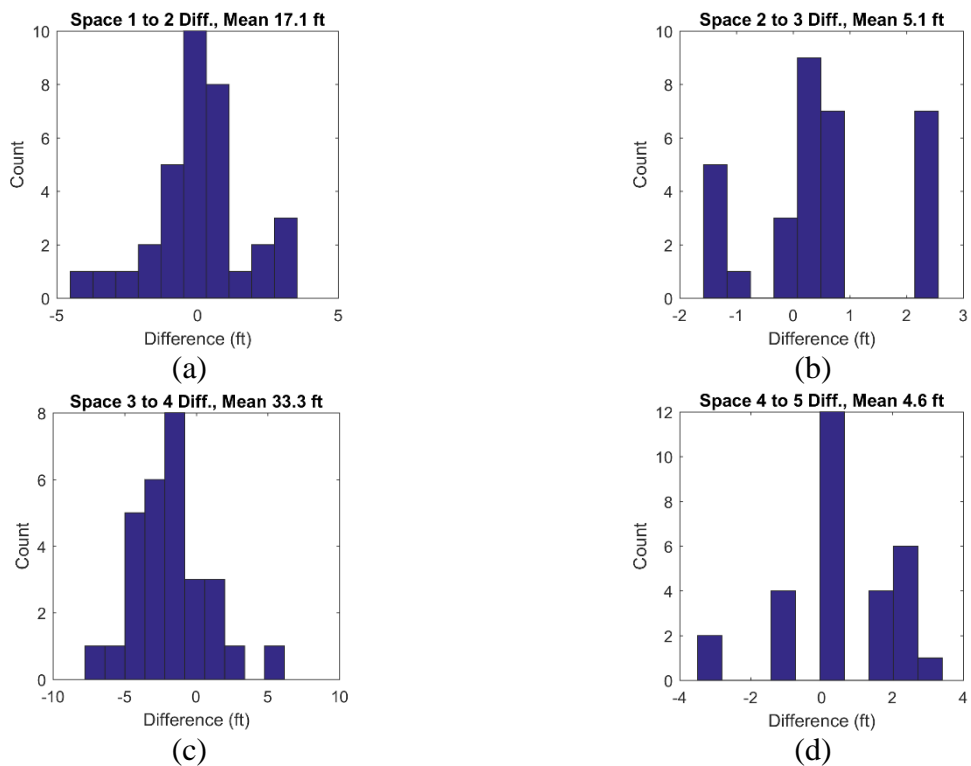 Space 1 to 2 Diff., Mean 17.1 ft
10
8
6
4
2
0
Count
-5
0
5
Difference (ft)
(a)
Space 2 to 3 Diff., Mean 5.1 ft
10
8
6
4
2
0
Count
-2
-1
0
1
2
3
Difference (ft)
(b)
Space 3 to 4 Diff., Mean 33.3 ft
8
6
4
2
0
Count
-10
-5
0
5
10
Difference (ft)
(c)
Space 4 to 5 Diff., Mean 4.6 ft
12
10
8
6
4
2
0
Count
-4
-2
0
2
4
Difference (ft)
(d)